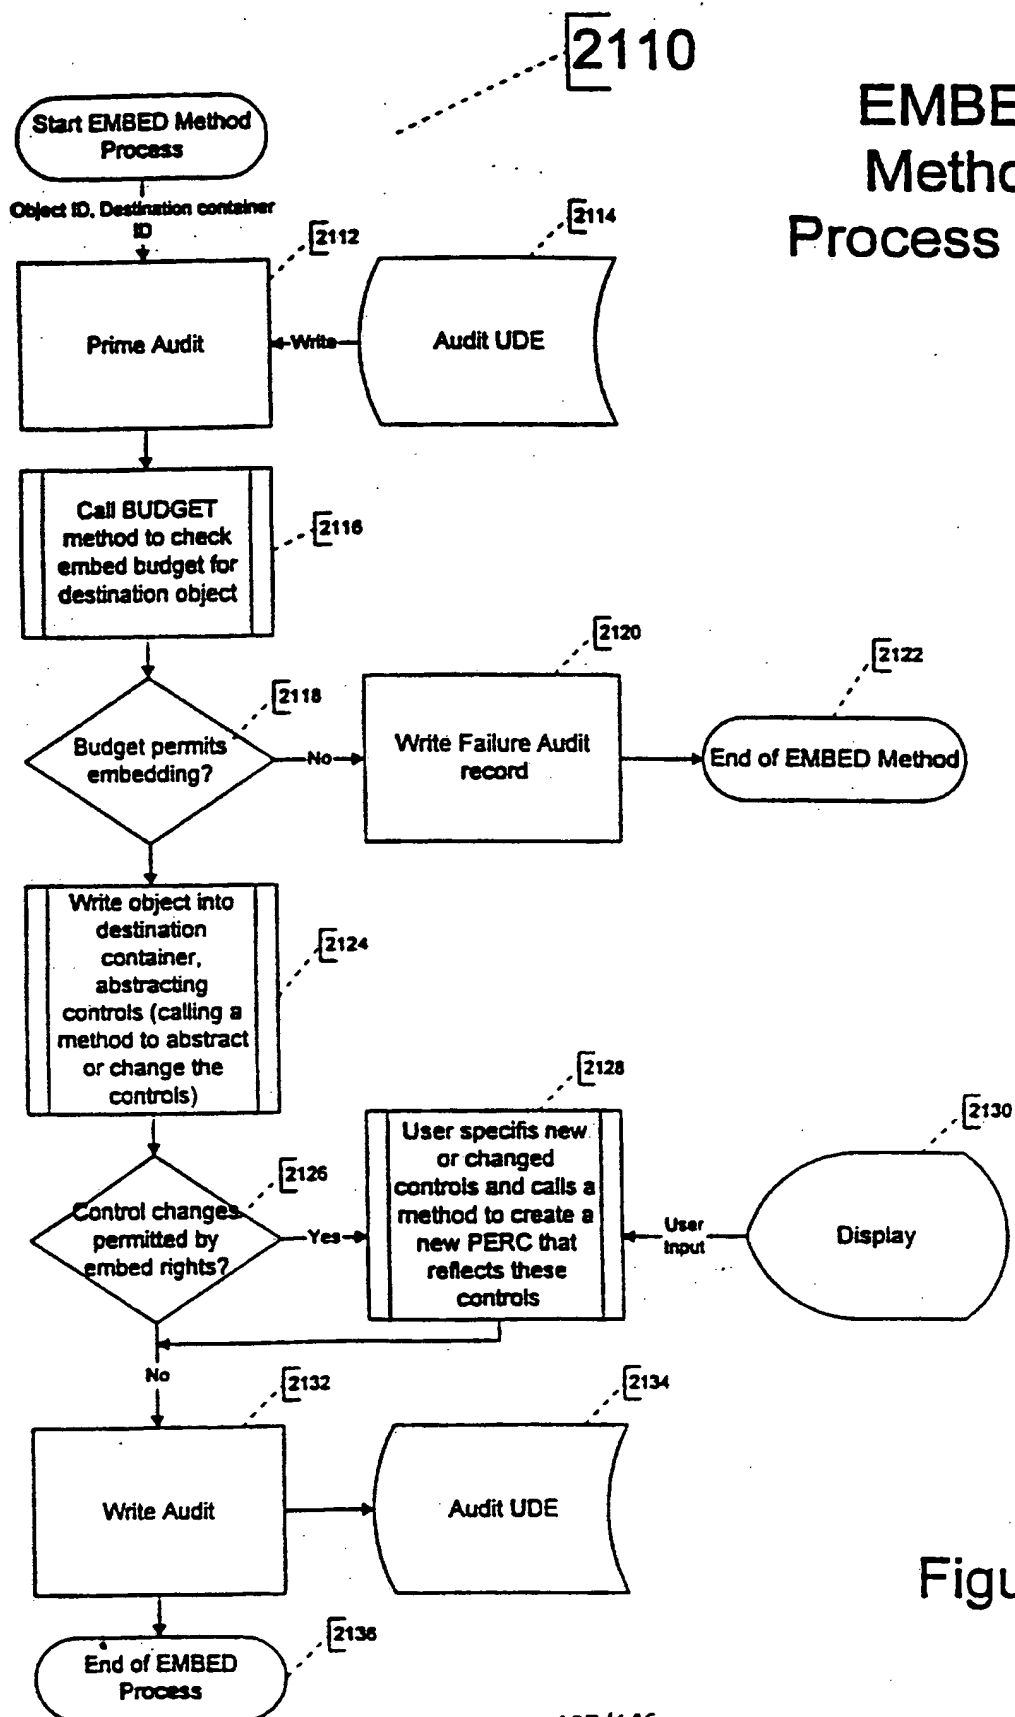 2110
EMBE
Metho
Process
Start EMBED Method
Process
Object ID, Destination container
ID
2112
2114
Prime Audit
Write
Audit UDE
Call BUDGET
method to check
embed budget for
destination object
2116
2118
Budget permits
embedding?
No
2120
Write Failure Audit
record
2122
End of EMBED Method
Write object into
destination
container,
abstracting
controls (calling a
method to abstract
or change the
controls)
2124
2126
Control changes
permitted by
embed rights?
Yes
2128
User specifis new
or changed
controls and calls a
method to create a
new PERC that
reflects these
controls
User
Input
2130
Display
No
2132
2134
Write Audit
Audit UDE
Figu
2136
End of EMBED
Process